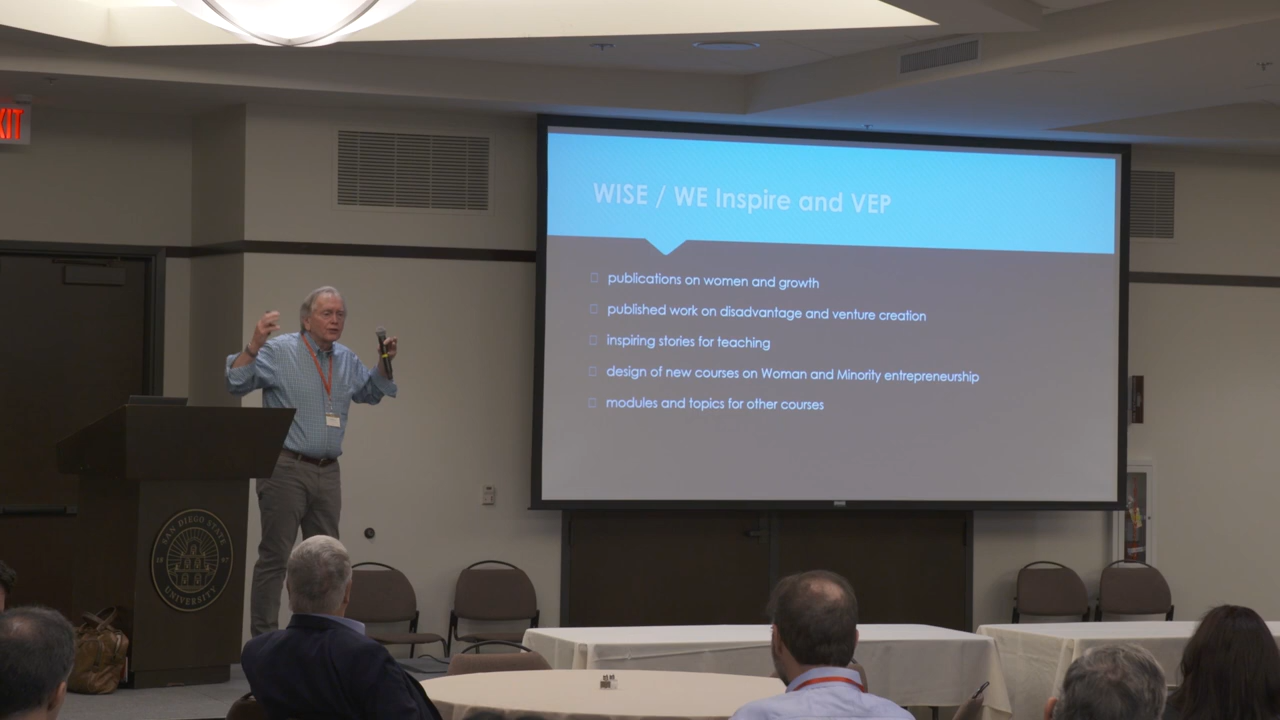 XIT
WISE / WE Inspire and VEP
publications on women and growth
published work on disadvantage and venture creation
inspiring stories for teaching
design of new courses on Woman and Minority entrepreneurship
modules and topics for other courses
SAN DIEGO STATE
UNIVERSITY